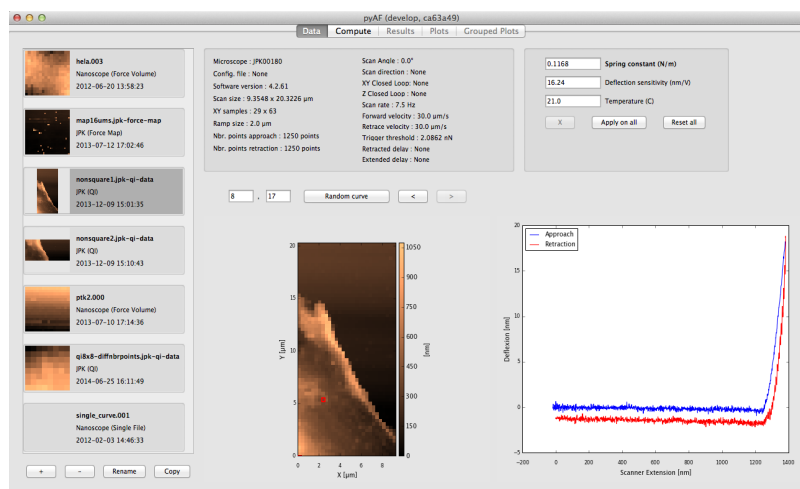 pyAF (develop, ca63a49)
Data Compute Results Plots Grouped Plots
hela.003
Nanoscope (Force Volume)
2012-06-20 13:58:23
map16ums.jpk-force-map
JPK (Force Map)
2013-07-12 17:02:46
nonsquare1.jpk-qi-data
JPK (QI)
2013-12-09 15:01:35
nonsquare2.jpk-qi-data
JPK (QI)
2013-12-09 15:10:43
ptk2.000
Nanoscope (Force Volume)
2013-07-10 17:14:36
qi8x8-diffnbrpoints.jpk-qi-data
JPK (QI)
2014-06-25 16:11:49
single_curve.001
Nanoscope (Single File)
2012-02-03 14:46:33
+ - Rename Copy
Microscope : JPK00180
Config. file : None
Software version : 4.2.61
Scan size : 9.3548 x 20.3226 μm
XY samples : 29 x 63
Ramp size : 2.0 μm
Nbr. points approach : 1250 points
Nbr. points retraction : 1250 points
Scan Angle : 0.0°
Scan direction : None
XY Closed Loop: None
Z Closed Loop : None
Scan rate : 7.5 Hz
Forward velocity : 30.0 μm/s
Retrace velocity : 30.0 μm/s
Trigger threshold : 2.0862 nN
Retracted delay : None
Extended delay : None
0.1168 Spring constant (N/m)
16.24 Deflection sensitivity (nm/V)
21.0 Temperature (C)
X Apply on all Reset all
8 , 17 Random curve < >
20
15
10
5
0
Y [μm]
0 2 4 6 8
X [μm]
1050
900
750
600
450
300
150
0
[nm]
Approach
Retraction
20
15
10
5
0
−5
Deflexion [nm]
−200 0 200 400 600 800 1000 1200 1400
Scanner Extension [nm]